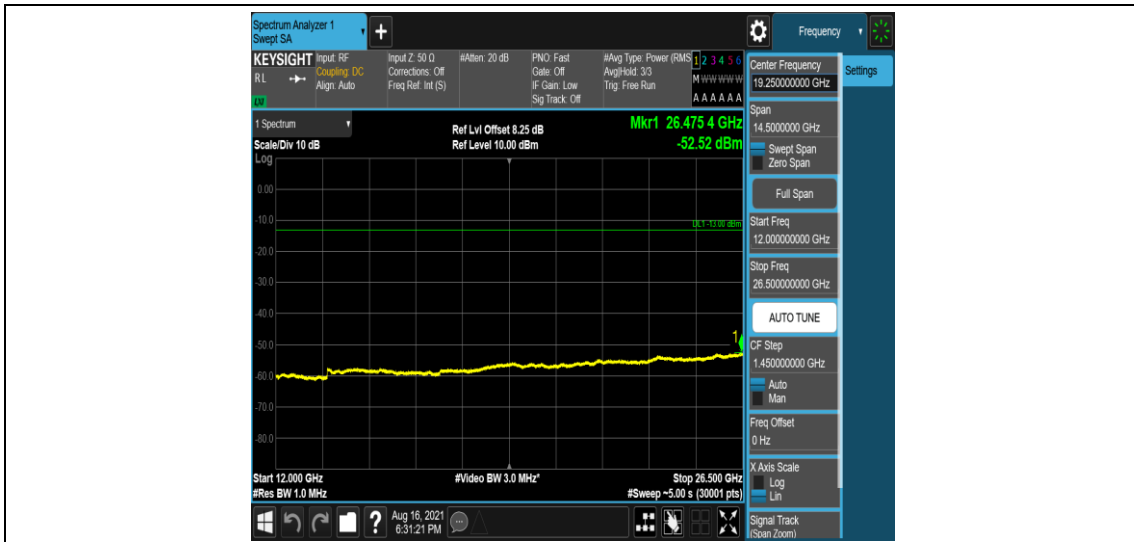 Spectrum Analyzer 1
Swept SA
+
Frequency
KEYSIGHT
RL
LM
Input: RF
Coupling: DC
Align: Auto
Input Z: 50 Ω
Corrections: Off
Freq Ref: Int (S)
#Atten: 20 dB
PNO: Fast
Gate: Off
IF Gain: Low
Sig Track: Off
#Avg Type: Power (RMS
Avg|Hold: 3/3
Trig: Free Run
1 2 3 4 5 6
M W W W W W
A A A A A A
Center Frequency
19.250000000 GHz
Settings
1 Spectrum
Scale/Div 10 dB
Ref Lvl Offset 8.25 dB
Ref Level 10.00 dBm
Mkr1 26.475 4 GHz
-52.52 dBm
Log
0.00
-10.0
DL1 -13.00 dBm
-20.0
-30.0
-40.0
1
-50.0
-60.0
-70.0
-80.0
Start 12.000 GHz
#Res BW 1.0 MHz
#Video BW 3.0 MHz*
Stop 26.500 GHz
#Sweep ~5.00 s (30001 pts)
Span
14.5000000 GHz
Swept Span
Zero Span
Full Span
Start Freq
12.000000000 GHz
Stop Freq
26.500000000 GHz
AUTO TUNE
CF Step
1.450000000 GHz
Auto
Man
Freq Offset
0 Hz
X Axis Scale
Log
Lin
Signal Track
(Span Zoom)
?
Aug 16, 2021
6:31:21 PM